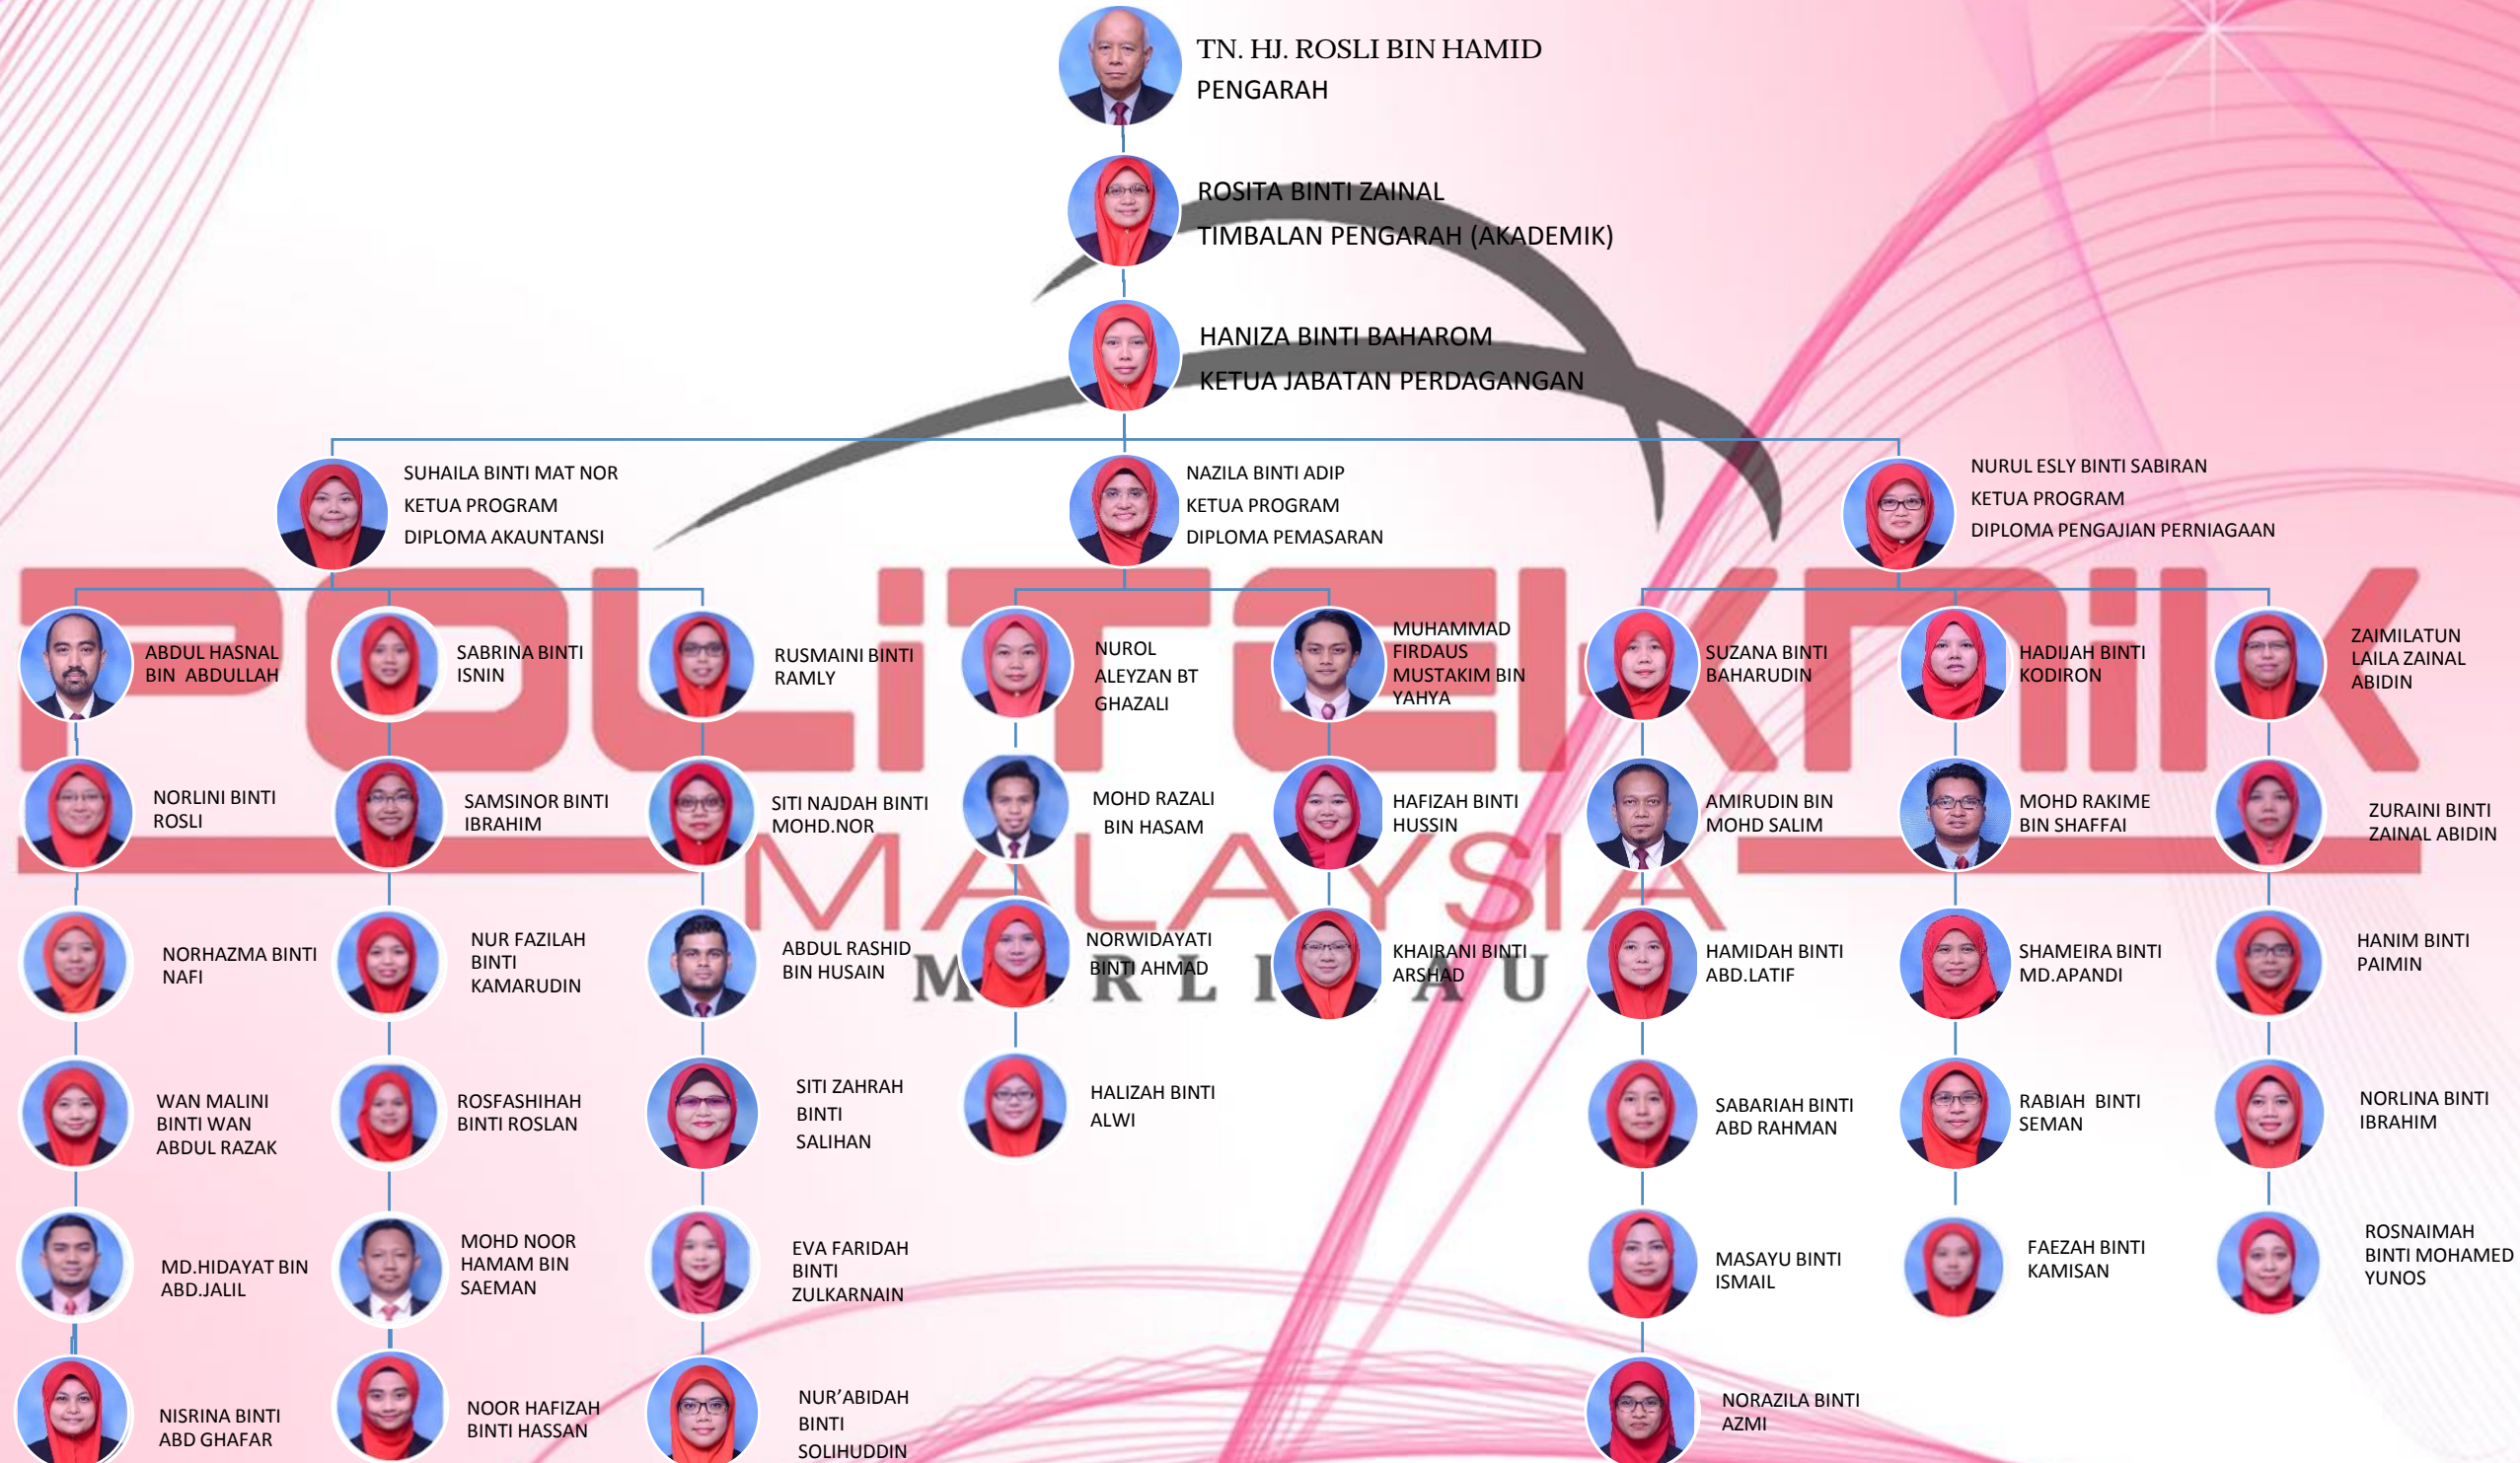 TN. HJ. ROSLI BIN HAMID
PENGARAH
ROSITA BINTI ZAINAL
TIMBALAN PENGARAH (AKADEMIK)
HANIZA BINTI BAHAROM
KETUA JABATAN PERDAGANGAN
SUHAILA BINTI MAT NOR
KETUA PROGRAM
DIPLOMA AKAUNTANSI
NAZILA BINTI ADIP
KETUA PROGRAM
DIPLOMA PEMASARAN
NURUL ESLY BINTI SABIRAN
KETUA PROGRAM
DIPLOMA PENGAJIAN PERNIAGAAN
POLITEKNIK
MALAYSIA
ABDUL HASNAL
BIN ABDULLAH
SABRINA BINTI
ISNIN
RUSMAINI BINTI
RAMLY
NUROL
ALEYZAN BT
GHAZALI
MUHAMMAD
FIRDAUS
MUSTAKIM BIN
YAHYA
SUZANA BINTI
BAHARUDIN
HADIJAH BINTI
KODIRON
ZAIMILATUN
LAILA ZAINAL
ABIDIN
NORLINI BINTI
ROSLI
SAMSINOR BINTI
IBRAHIM
SITI NAJDAH BINTI
MOHD.NOR
MOHD RAZALI
BIN HASAM
HAFIZAH BINTI
HUSSIN
AMIRUDIN BIN
MOHD SALIM
MOHD RAKIME
BIN SHAFFAI
ZURAINI BINTI
ZAINAL ABIDIN
NORHAZMA BINTI
NAFI
NUR FAZILAH
BINTI
KAMARUDIN
ABDUL RASHID
BIN HUSAIN
NORWIDAYATI
BINTI AHMAD
KHAIRANI BINTI
ARSHAD
HAMIDAH BINTI
ABD.LATIF
SHAMEIRA BINTI
MD.APANDI
HANIM BINTI
PAIMIN
WAN MALINI
BINTI WAN
ABDUL RAZAK
ROSFASHIHAH
BINTI ROSLAN
SITI ZAHRAH
BINTI
SALIHAN
HALIZAH BINTI
ALWI
SABARIAH BINTI
ABD RAHMAN
RABIAH BINTI
SEMAN
NORLINA BINTI
IBRAHIM
MD.HIDAYAT BIN
ABD.JALIL
MOHD NOOR
HAMAM BIN
SAEMAN
EVA FARIDAH
BINTI
ZULKARNAIN
MASAYU BINTI
ISMAIL
FAEZAH BINTI
KAMISAN
ROSNAIMAH
BINTI MOHAMED
YUNOS
NISRINA BINTI
ABD GHAFAR
NOOR HAFIZAH
BINTI HASSAN
NUR’ABIDAH
BINTI
SOLIHUDDIN
NORAZILA BINTI
AZMI